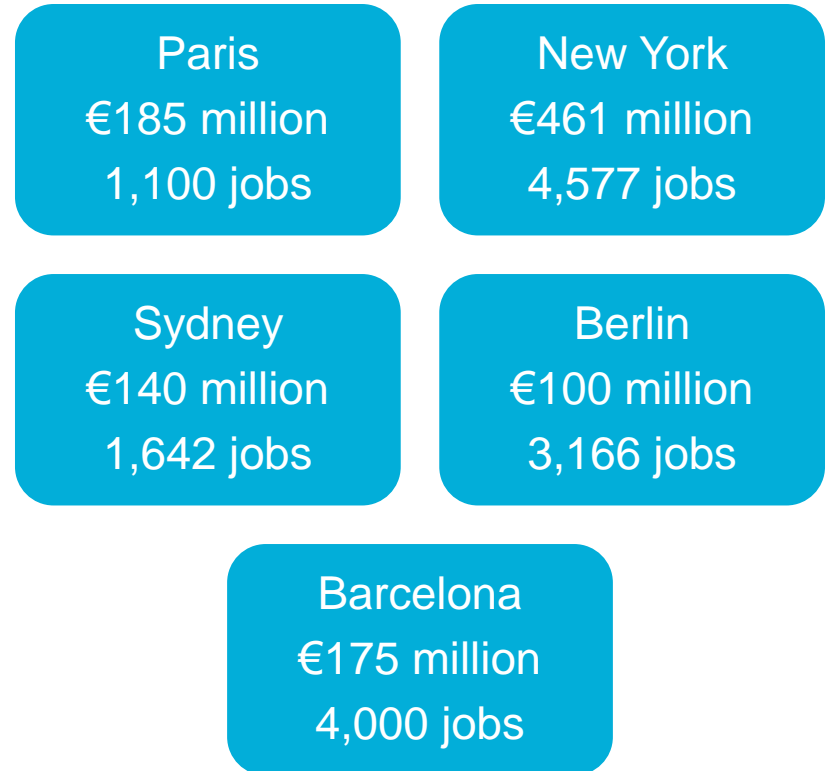 Paris
€185 million
1,100 jobs
New York
€461 million
4,577 jobs
Sydney
€140 million
1,642 jobs
Berlin
€100 million
3,166 jobs
Barcelona
€175 million
4,000 jobs